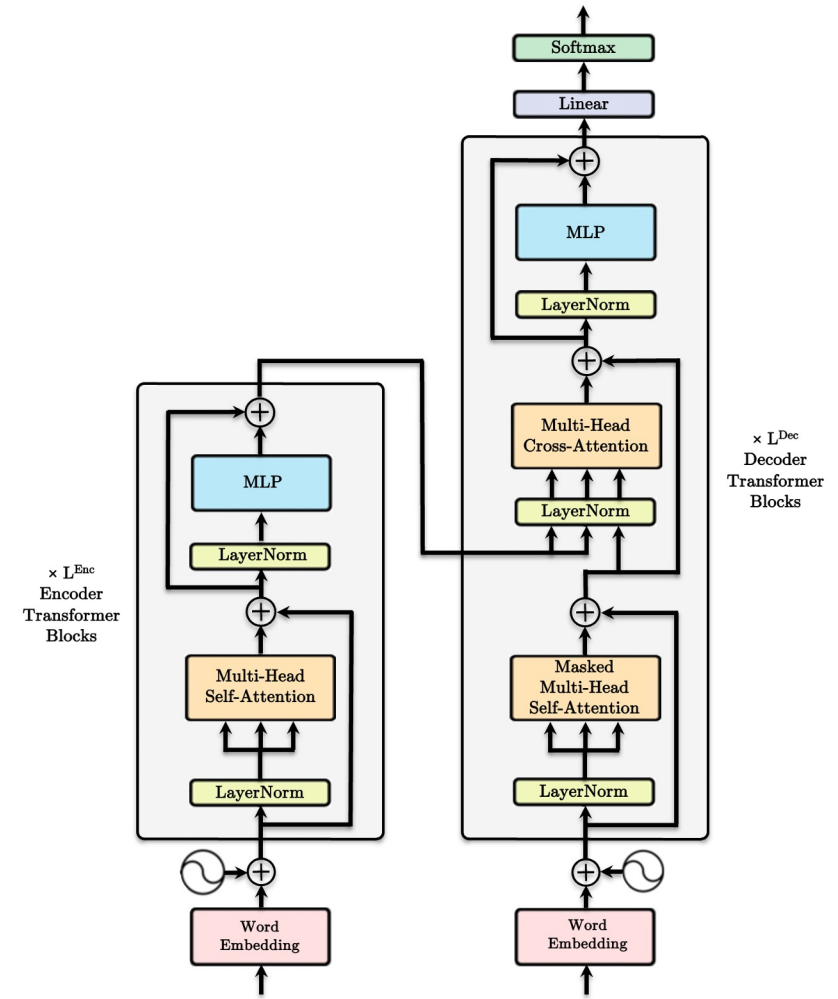 Softmax
Linear
MLP
LayerNorm
Multi-Head
Cross-Attention
LayerNorm
Masked
Multi-Head
Self-Attention
LayerNorm
Word
Embedding
× L^Dec
Decoder
Transformer
Blocks
MLP
LayerNorm
Multi-Head
Self-Attention
LayerNorm
Word
Embedding
× L^Enc
Encoder
Transformer
Blocks